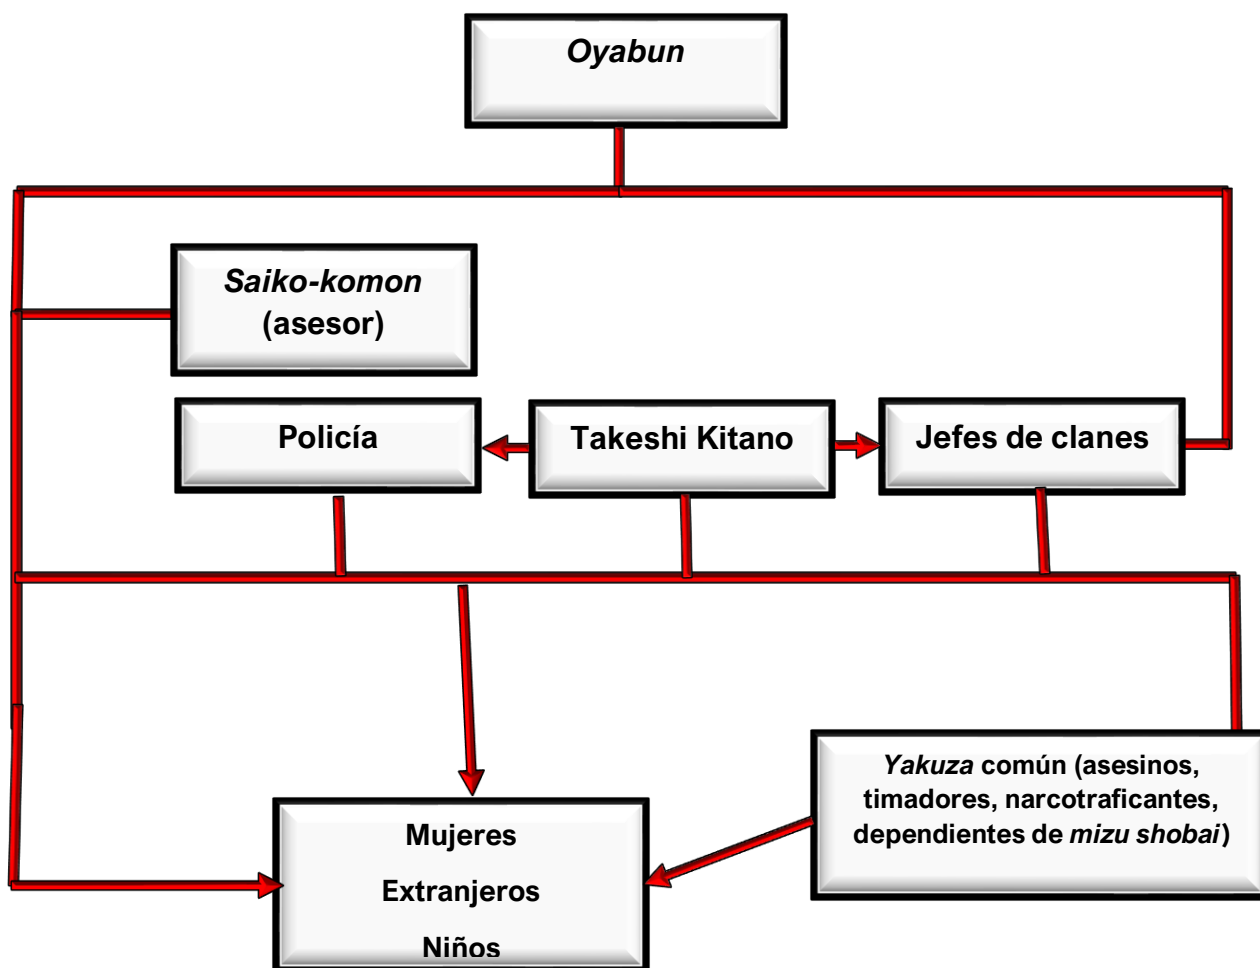 Oyabun
Saiko-komon
(asesor)
Policía
Takeshi Kitano
Jefes de clanes
Yakuza común (asesinos,
timadores, narcotraficantes,
dependientes de mizu shobai)
Mujeres
Extranjeros
Niños